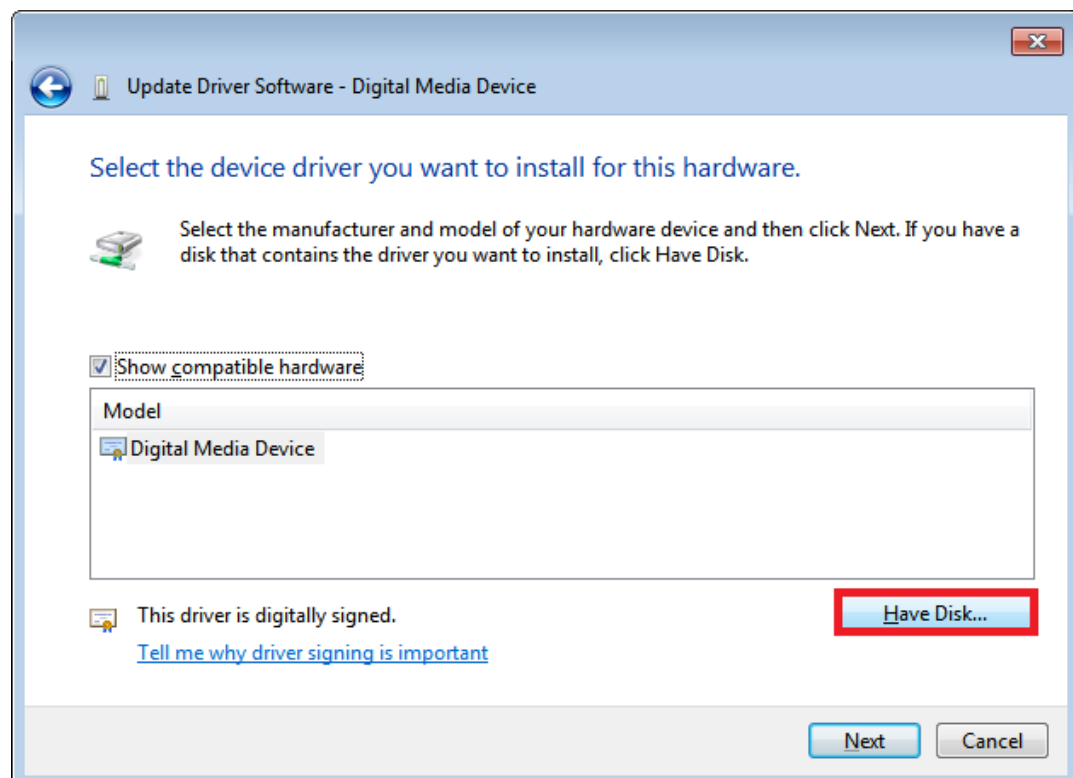 Update Driver Software - Digital Media Device
Select the device driver you want to install for this hardware.
Select the manufacturer and model of your hardware device and then click Next. If you have a
disk that contains the driver you want to install, click Have Disk.
Show compatible hardware
Model
Digital Media Device
This driver is digitally signed.
Have Disk...
Tell me why driver signing is important
Next
Cancel